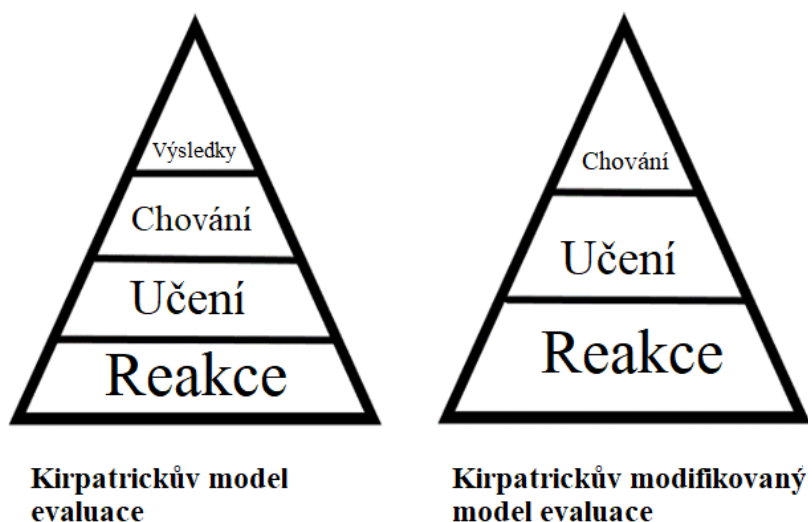 Výsledky
Chování
Učení
Reakce
Kirpatrickův model
evaluace
Chování
Učení
Reakce
Kirpatrickův modifikovaný
model evaluace